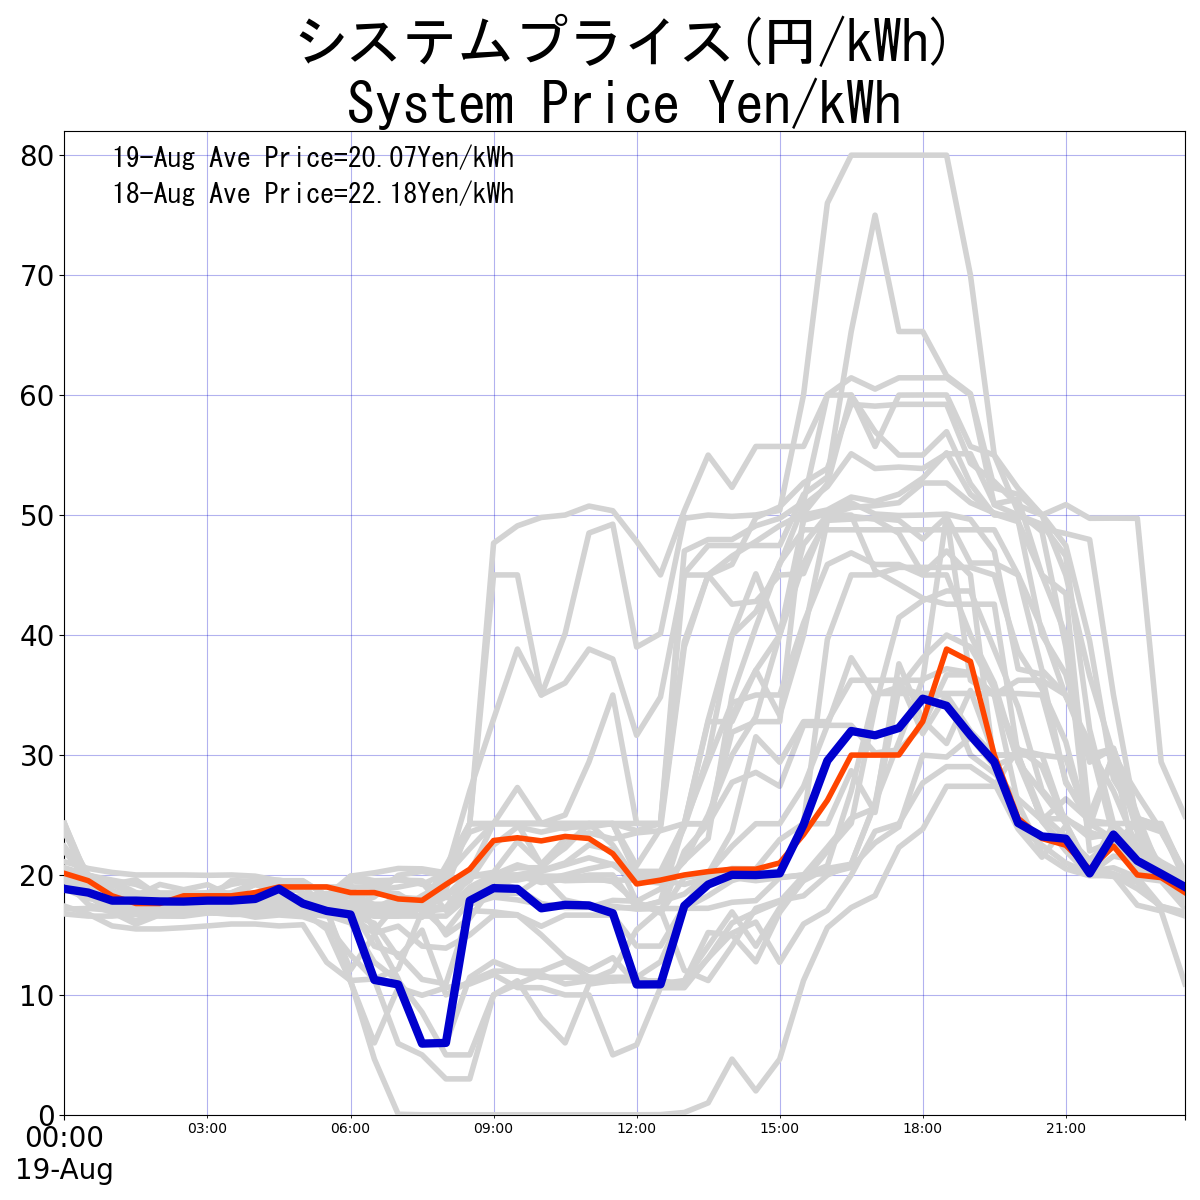 システムプライス(円/kWh)
System Price Yen/kWh
19-Aug Ave Price=20.07Yen/kWh
18-Aug Ave Price=22.18Yen/kWh
80
70
60
50
40
30
20
10
0
00:00 03:00 06:00 09:00 12:00 15:00 18:00 21:00
19-Aug